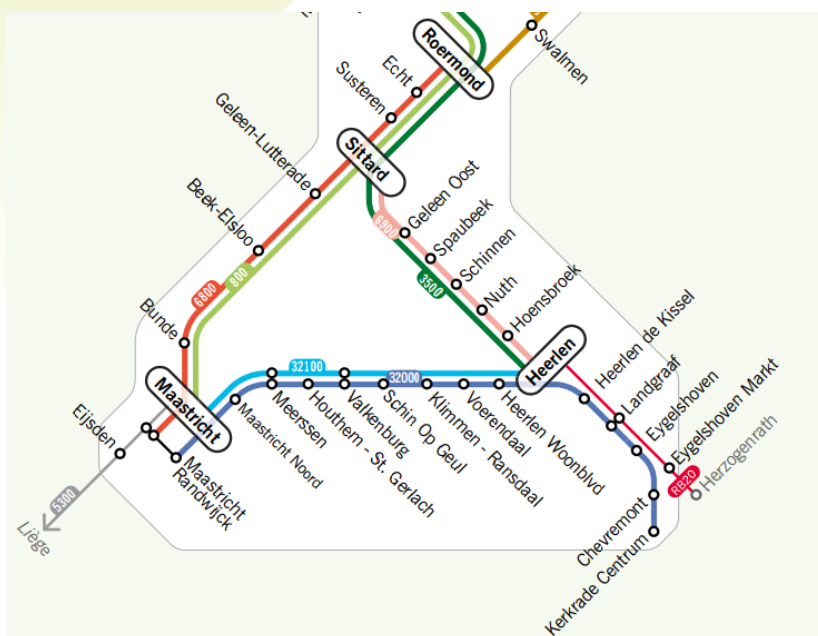 Roermond
Swalmen
Echt
Susteren
Sittard
Geleen-Lutterade
Beek-Elsloo
Geleen Oost
Spaubeek
Schinnen
Nuth
Hoensbroek
6900
3500
800
6800
Bunde
Maastricht
Heerlen
Heerlen de Kissel
Landgraaf
Eygelshoven
Eygelshoven Markt
Herzogenrath
RB20
32100
32000
Eijsden
5300
Liège
Maastricht
Randwijck
Maastricht Noord
Meerssen
Houthem - St. Gerlach
Valkenburg
Schin Op Geul
Klimmen - Ransdaal
Voerendaal
Heerlen Woonblvd
Chevremont
Kerkrade Centrum